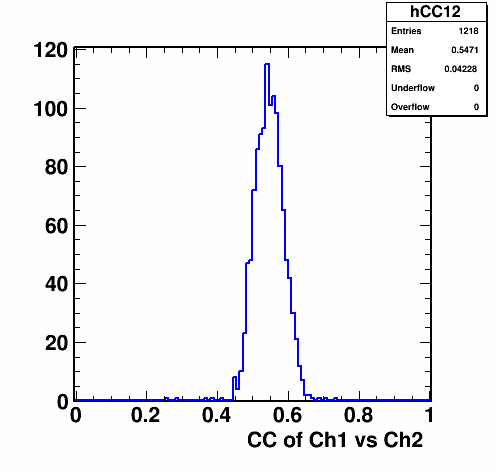 hCC12
Entries 1218
Mean 0.5471
RMS 0.04228
Underflow 0
Overflow 0
120
100
80
60
40
20
0
0 0.2 0.4 0.6 0.8 1
CC of Ch1 vs Ch2